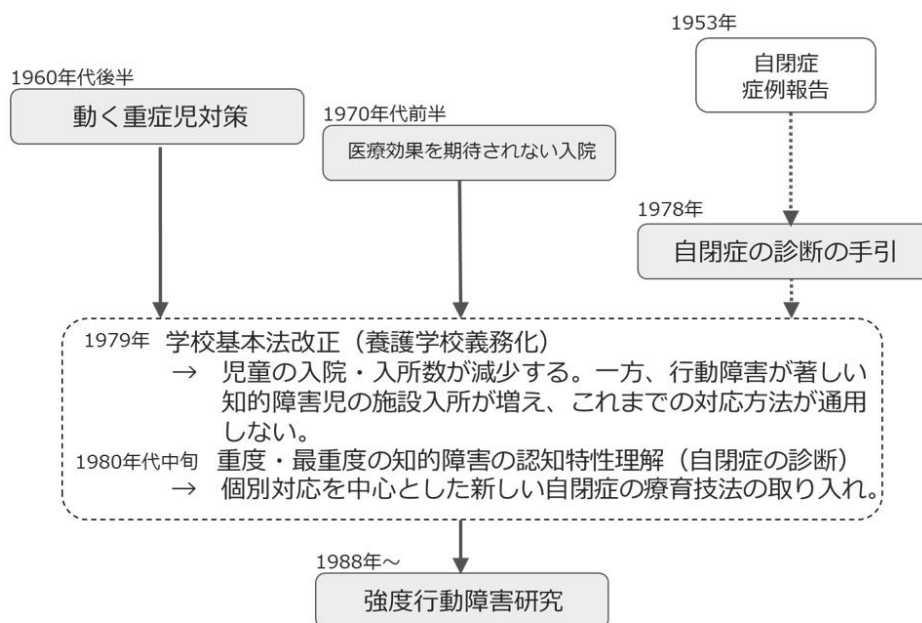 1953年
自閉症
症例報告
1960年代後半
動く重症児対策
1970年代前半
医療効果を期待されない入院
1978年
自閉症の診断の手引
1979年 学校基本法改正（養護学校義務化）
→ 児童の入院・入所数が減少する。一方、行動障害が著しい
知的障害児の施設入所が増え、これまでの対応方法が通用
しない。
1980年代中旬 重度・最重度の知的障害の認知特性理解（自閉症の診断）
→ 個別対応を中心とした新しい自閉症の療育技法の取り入れ。
1988年～
強度行動障害研究